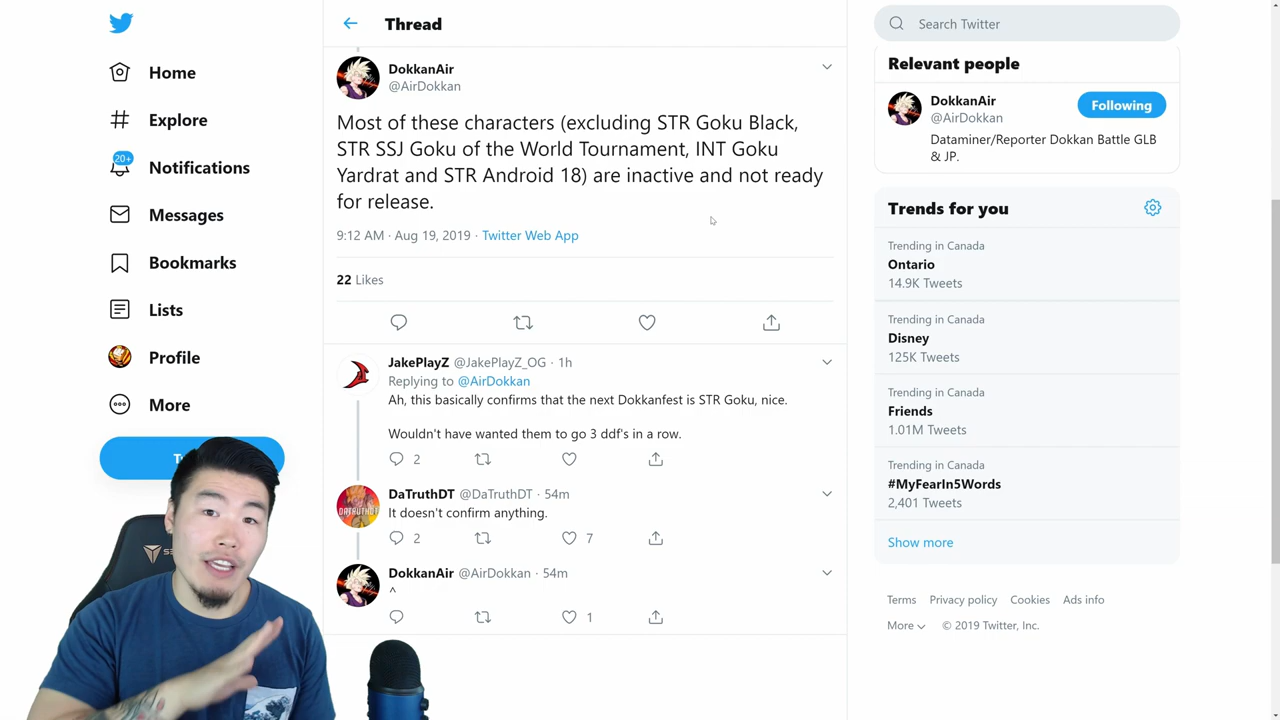 Home
Explore
20+
Notifications
Messages
Bookmarks
Lists
Profile
More
Thread
DokkanAir
@AirDokkan
Most of these characters (excluding STR Goku Black,
STR SSJ Goku of the World Tournament, INT Goku
Yardrat and STR Android 18) are inactive and not ready
for release.
9:12 AM · Aug 19, 2019 · Twitter Web App
22 Likes
JakePlayZ @JakePlayZ_OG · 1h
Replying to @AirDokkan
Ah, this basically confirms that the next Dokkanfest is STR Goku, nice.
Wouldn't have wanted them to go 3 ddf's in a row.
2
DaTruthDT @DaTruthDT · 54m
It doesn't confirm anything.
2 7
DokkanAir @AirDokkan · 54m
^
1
Search Twitter
Relevant people
DokkanAir
@AirDokkan
Following
Dataminer/Reporter Dokkan Battle GLB
& JP.
Trends for you
Trending in Canada
Ontario
14.9K Tweets
Trending in Canada
Disney
125K Tweets
Trending in Canada
Friends
1.01M Tweets
Trending in Canada
#MyFearIn5Words
2,401 Tweets
Show more
Terms Privacy policy Cookies Ads info
More © 2019 Twitter, Inc.